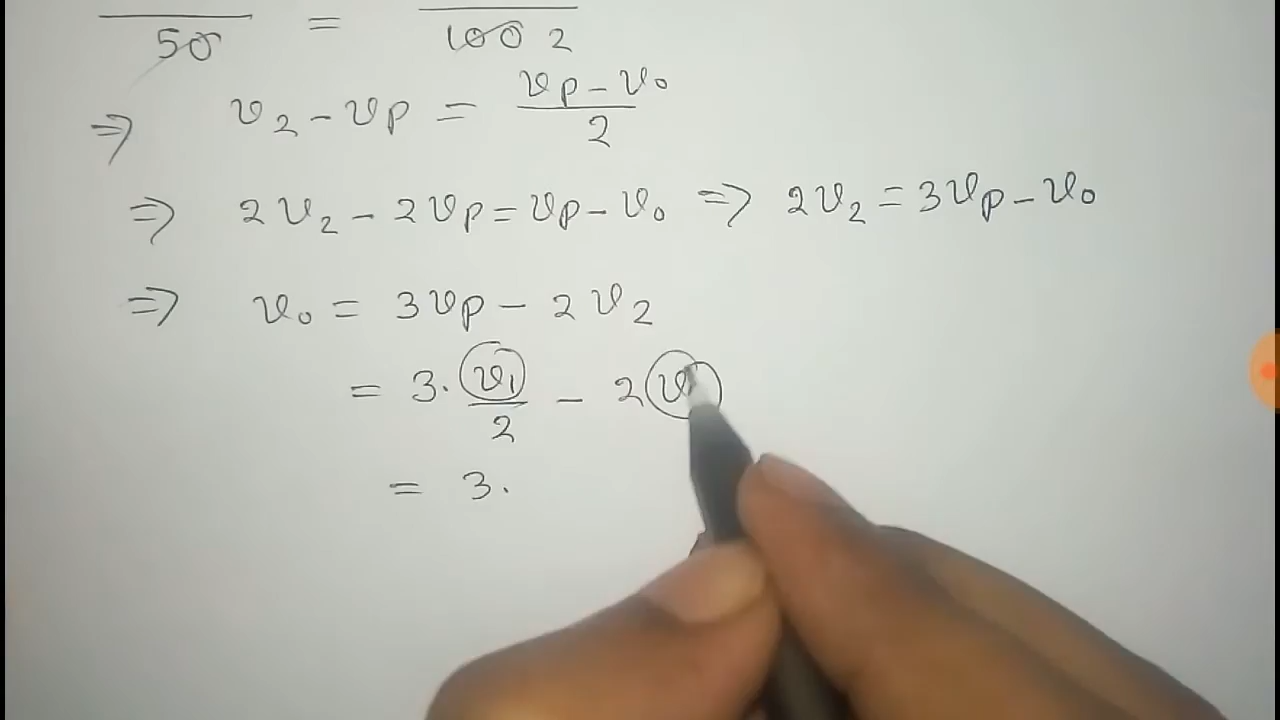 ― = ―
50   100 2
⇒ v₂ - vp = (vp - v₀)/2
⇒ 2v₂ - 2vp = vp - v₀ ⇒ 2v₂ = 3vp - v₀
⇒ v₀ = 3vp - 2v₂
= 3. v₁/2 - 2v
= 3.